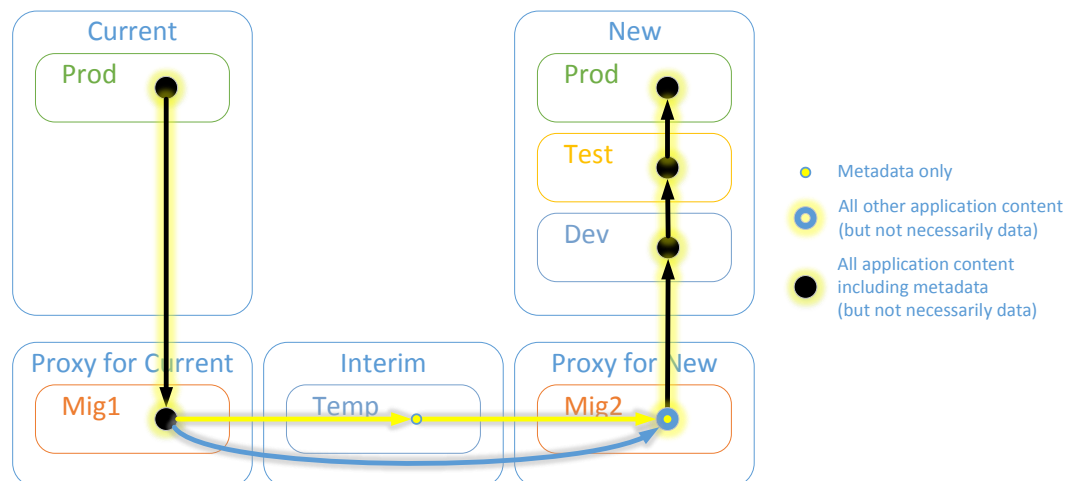 Current
Prod
New
Prod
Test
Dev
Proxy for Current
Mig1
Interim
Temp
Proxy for New
Mig2
Metadada only
All other application content
(but not necessarily data)
All application content
including metadata
(but not necessarily data)